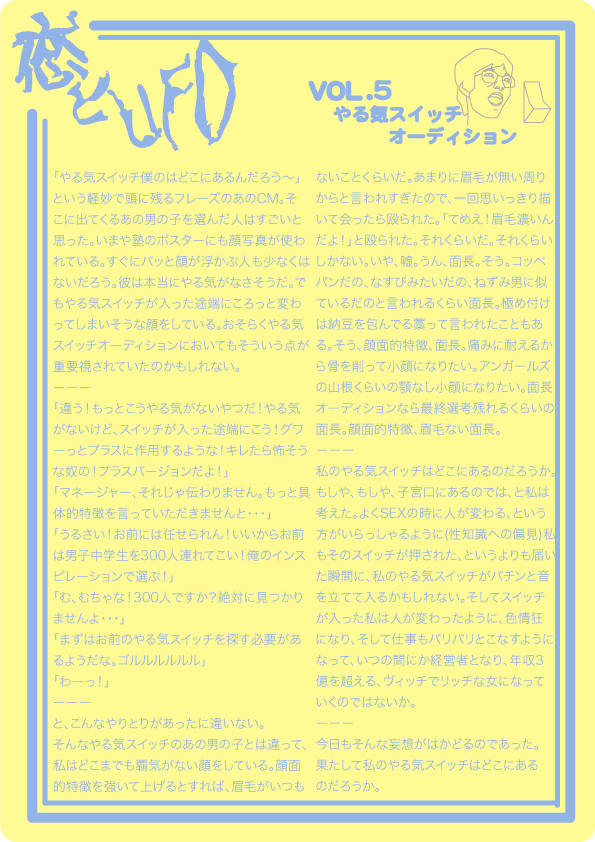 恋とUFO
VOL.5
やる気スイッチ
オーディション
「やる気スイッチ僕のはどこにあるんだろう〜」
という軽妙で頭に残るフレーズのあのCM。そ
こに出てくるあの男の子を選んだ人はすごいと
思った。いまや塾のポスターにも顔写真が使わ
れている。すぐにパッと顔が浮かぶ人も少なくは
ないだろう。彼は本当にやる気がなさそうだ。で
もやる気スイッチが入った途端にころっと変わ
ってしまいそうな顔をしている。おそらくやる気
スイッチオーディションにおいてもそういう点が
重要視されていたのかもしれない。
ーーー
「違う！もっとこうやる気がないやつだ！やる気
がないけど、スイッチが入った途端にこう！グワ
ーっとプラスに作用するような！キレたら怖そう
な奴の！プラスバージョンだよ！」
「マネージャー、それじゃ伝わりません。もっと具
体的特徴を言っていただきませんと・・・」
「うるさい！お前には任せられん！いいからお前
は男子中学生を300人連れてこい！俺のインス
ピレーションで選ぶ！」
「む、むちゃな！300人ですか？絶対に見つかり
ませんよ・・・」
「まずはお前のやる気スイッチを探す必要があ
るようだな。ゴルルルルルル」
「わーっ！」
ーーー
と、こんなやりとりがあったに違いない。
そんなやる気スイッチのあの男の子とは違って、
私はどこまでも覇気がない顔をしている。顔面
的特徴を強いて上げるとすれば、眉毛がいつも
ないことくらいだ。あまりに眉毛が無い周り
からと言われすぎたので、一回思いっきり描
いて会ったら殴られた。「てめえ！眉毛濃いん
だよ！」と殴られた。それくらいだ。それくらい
しかない。いや、嘘。うん、面長。そう。コッペ
パンだの、なすびみたいだの、ねずみ男に似
ているだのと言われるくらい面長。極め付け
は納豆を包んでる藁って言われたこともあ
る。そう、顔面的特徴、面長。痛みに耐えるか
ら骨を削って小顔になりたい。アンガールズ
の山根くらいの顎なし小顔になりたい。面長
オーディションなら最終選考残れるくらいの
面長。顔面的特徴、眉毛ない面長。
ーーー
私のやる気スイッチはどこにあるのだろうか。
もしや、もしや、子宮口にあるのでは、と私は
考えた。よくSEXの時に人が変わる、という
方がいらっしゃるように(性知識への偏見)私
もそのスイッチが押された、というよりも届い
た瞬間に、私のやる気スイッチがパチンと音
を立てて入るかもしれない。そしてスイッチ
が入った私は人が変わったように、色情狂
になり、そして仕事もバリバリとこなすように
なって、いつの間にか経営者となり、年収3
億を超える、ヴィッチでリッチな女になって
いくのではないか。
ーーー
今日もそんな妄想がはかどるのであった。
果たして私のやる気スイッチはどこにある
のだろうか。